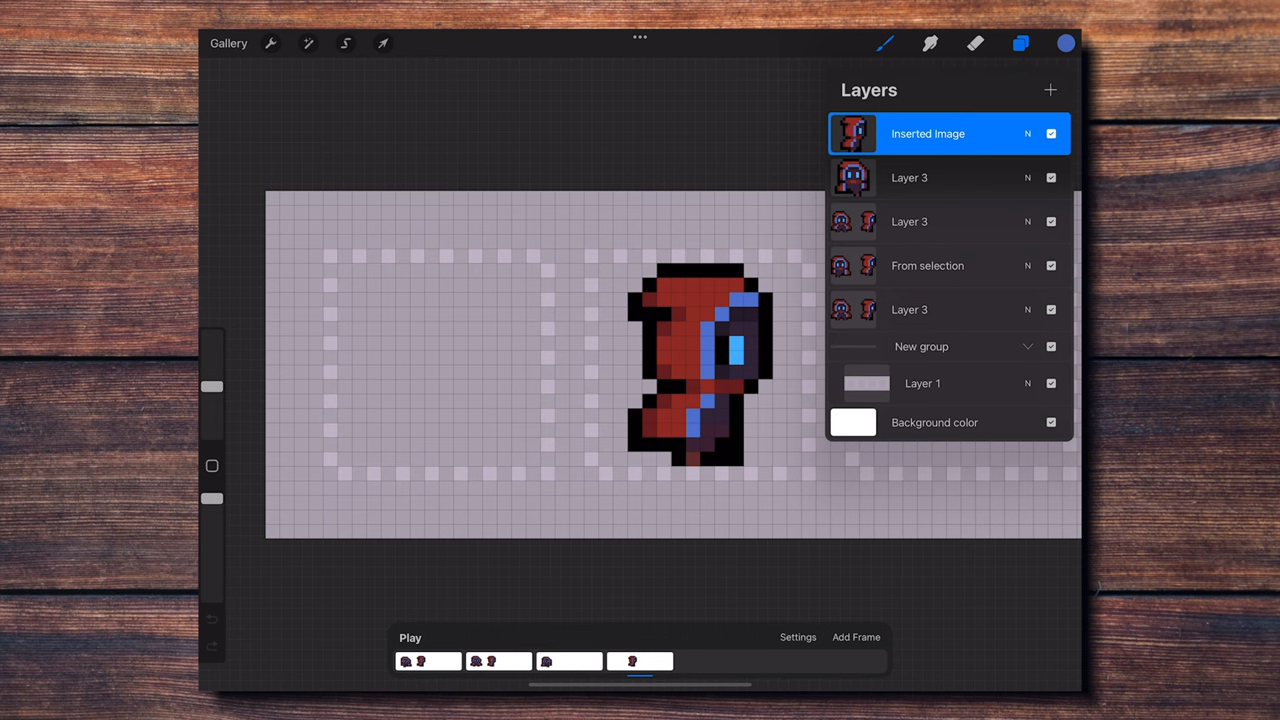 Gallery
Layers
Inserted Image N
Layer 3 N
Layer 3 N
From selection N
Layer 3 N
New group
Layer 1 N
Background color
Play Settings Add Frame